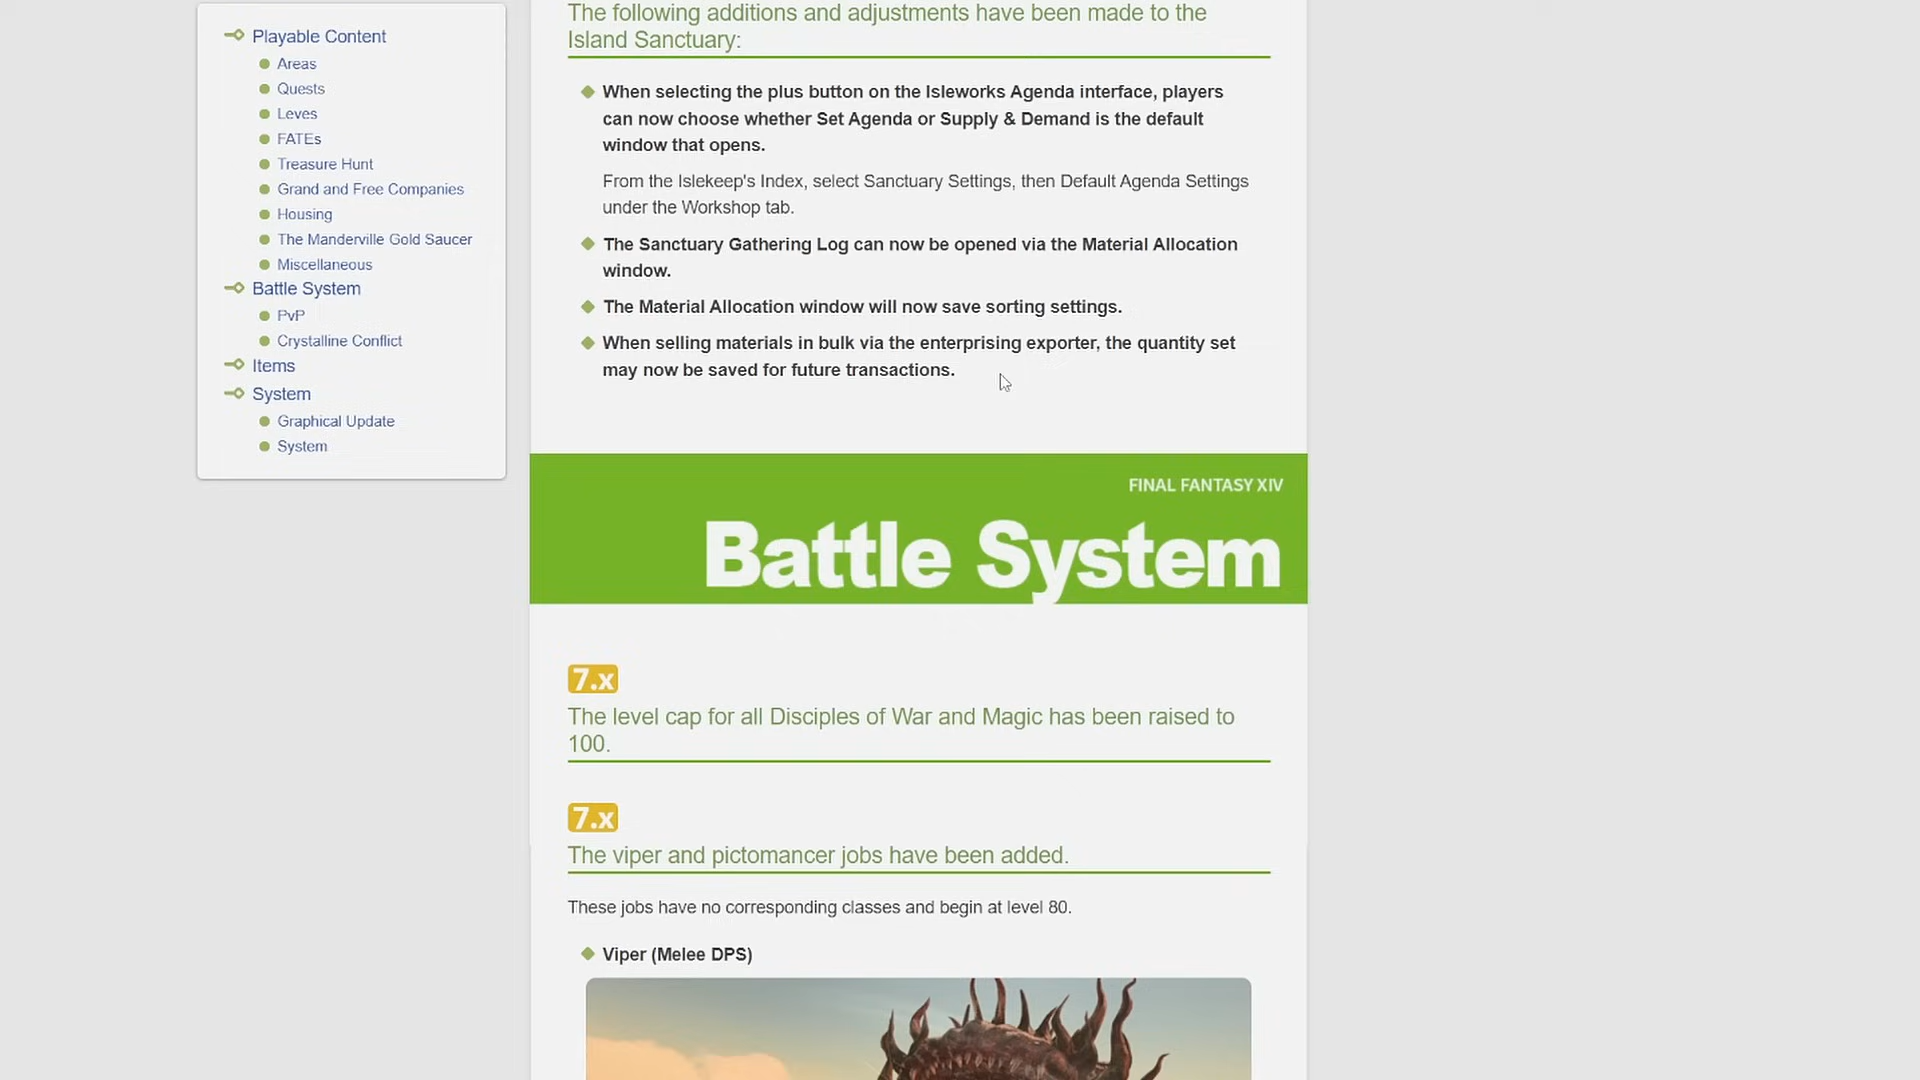 Playable Content
Areas
Quests
Leves
FATEs
Treasure Hunt
Grand and Free Companies
Housing
The Manderville Gold Saucer
Miscellaneous
Battle System
PvP
Crystalline Conflict
Items
System
Graphical Update
System
The following additions and adjustments have been made to the
Island Sanctuary:
When selecting the plus button on the Isleworks Agenda interface, players
can now choose whether Set Agenda or Supply & Demand is the default
window that opens.
From the Islekeep's Index, select Sanctuary Settings, then Default Agenda Settings
under the Workshop tab.
The Sanctuary Gathering Log can now be opened via the Material Allocation
window.
The Material Allocation window will now save sorting settings.
When selling materials in bulk via the enterprising exporter, the quantity set
may now be saved for future transactions.
FINAL FANTASY XIV
Battle System
7.x
The level cap for all Disciples of War and Magic has been raised to
100.
7.x
The viper and pictomancer jobs have been added.
These jobs have no corresponding classes and begin at level 80.
Viper (Melee DPS)